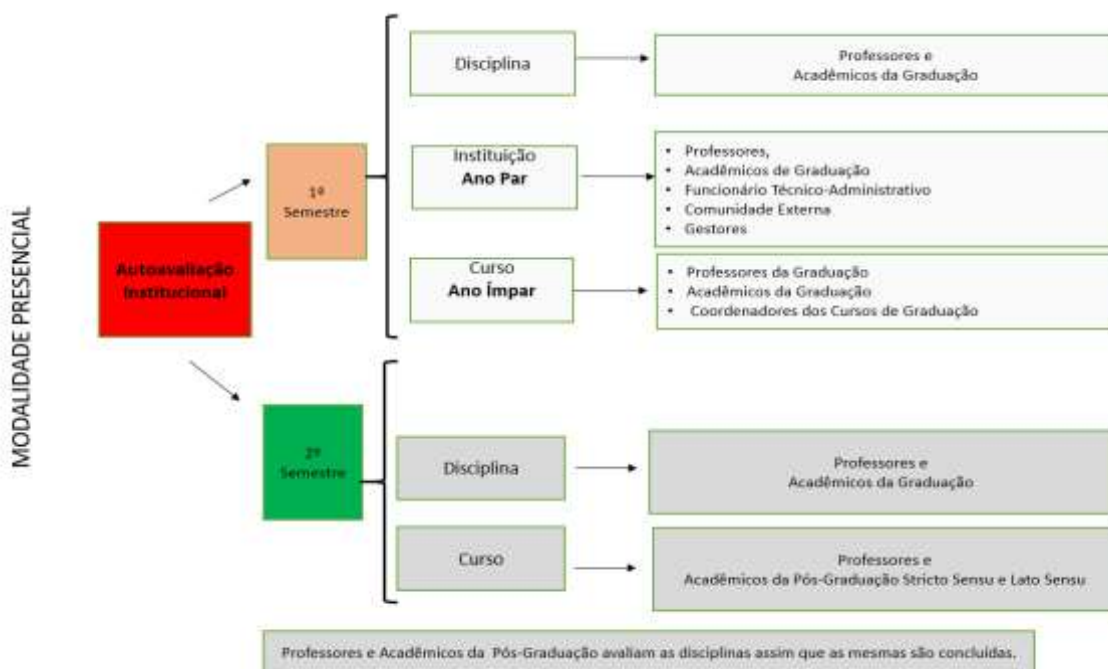 MODALIDADE PRESENCIAL
Autoavaliação
Institucional
1º
Semestre
Disciplina
Professores e
Acadêmicos da Graduação
Instituição
Ano Par
• Professores,
• Acadêmicos de Graduação
• Funcionário Técnico-Administrativo
• Comunidade Externa
• Gestores
Curso
Ano Ímpar
• Professores da Graduação
• Acadêmicos da Graduação
• Coordenadores dos Cursos de Graduação
2º
Semestre
Disciplina
Professores e
Acadêmicos da Graduação
Curso
Professores e
Acadêmicos da Pós-Graduação Stricto Sensu e Lato Sensu
Professores e Acadêmicos da Pós-Graduação avaliam as disciplinas assim que as mesmas são concluídas.